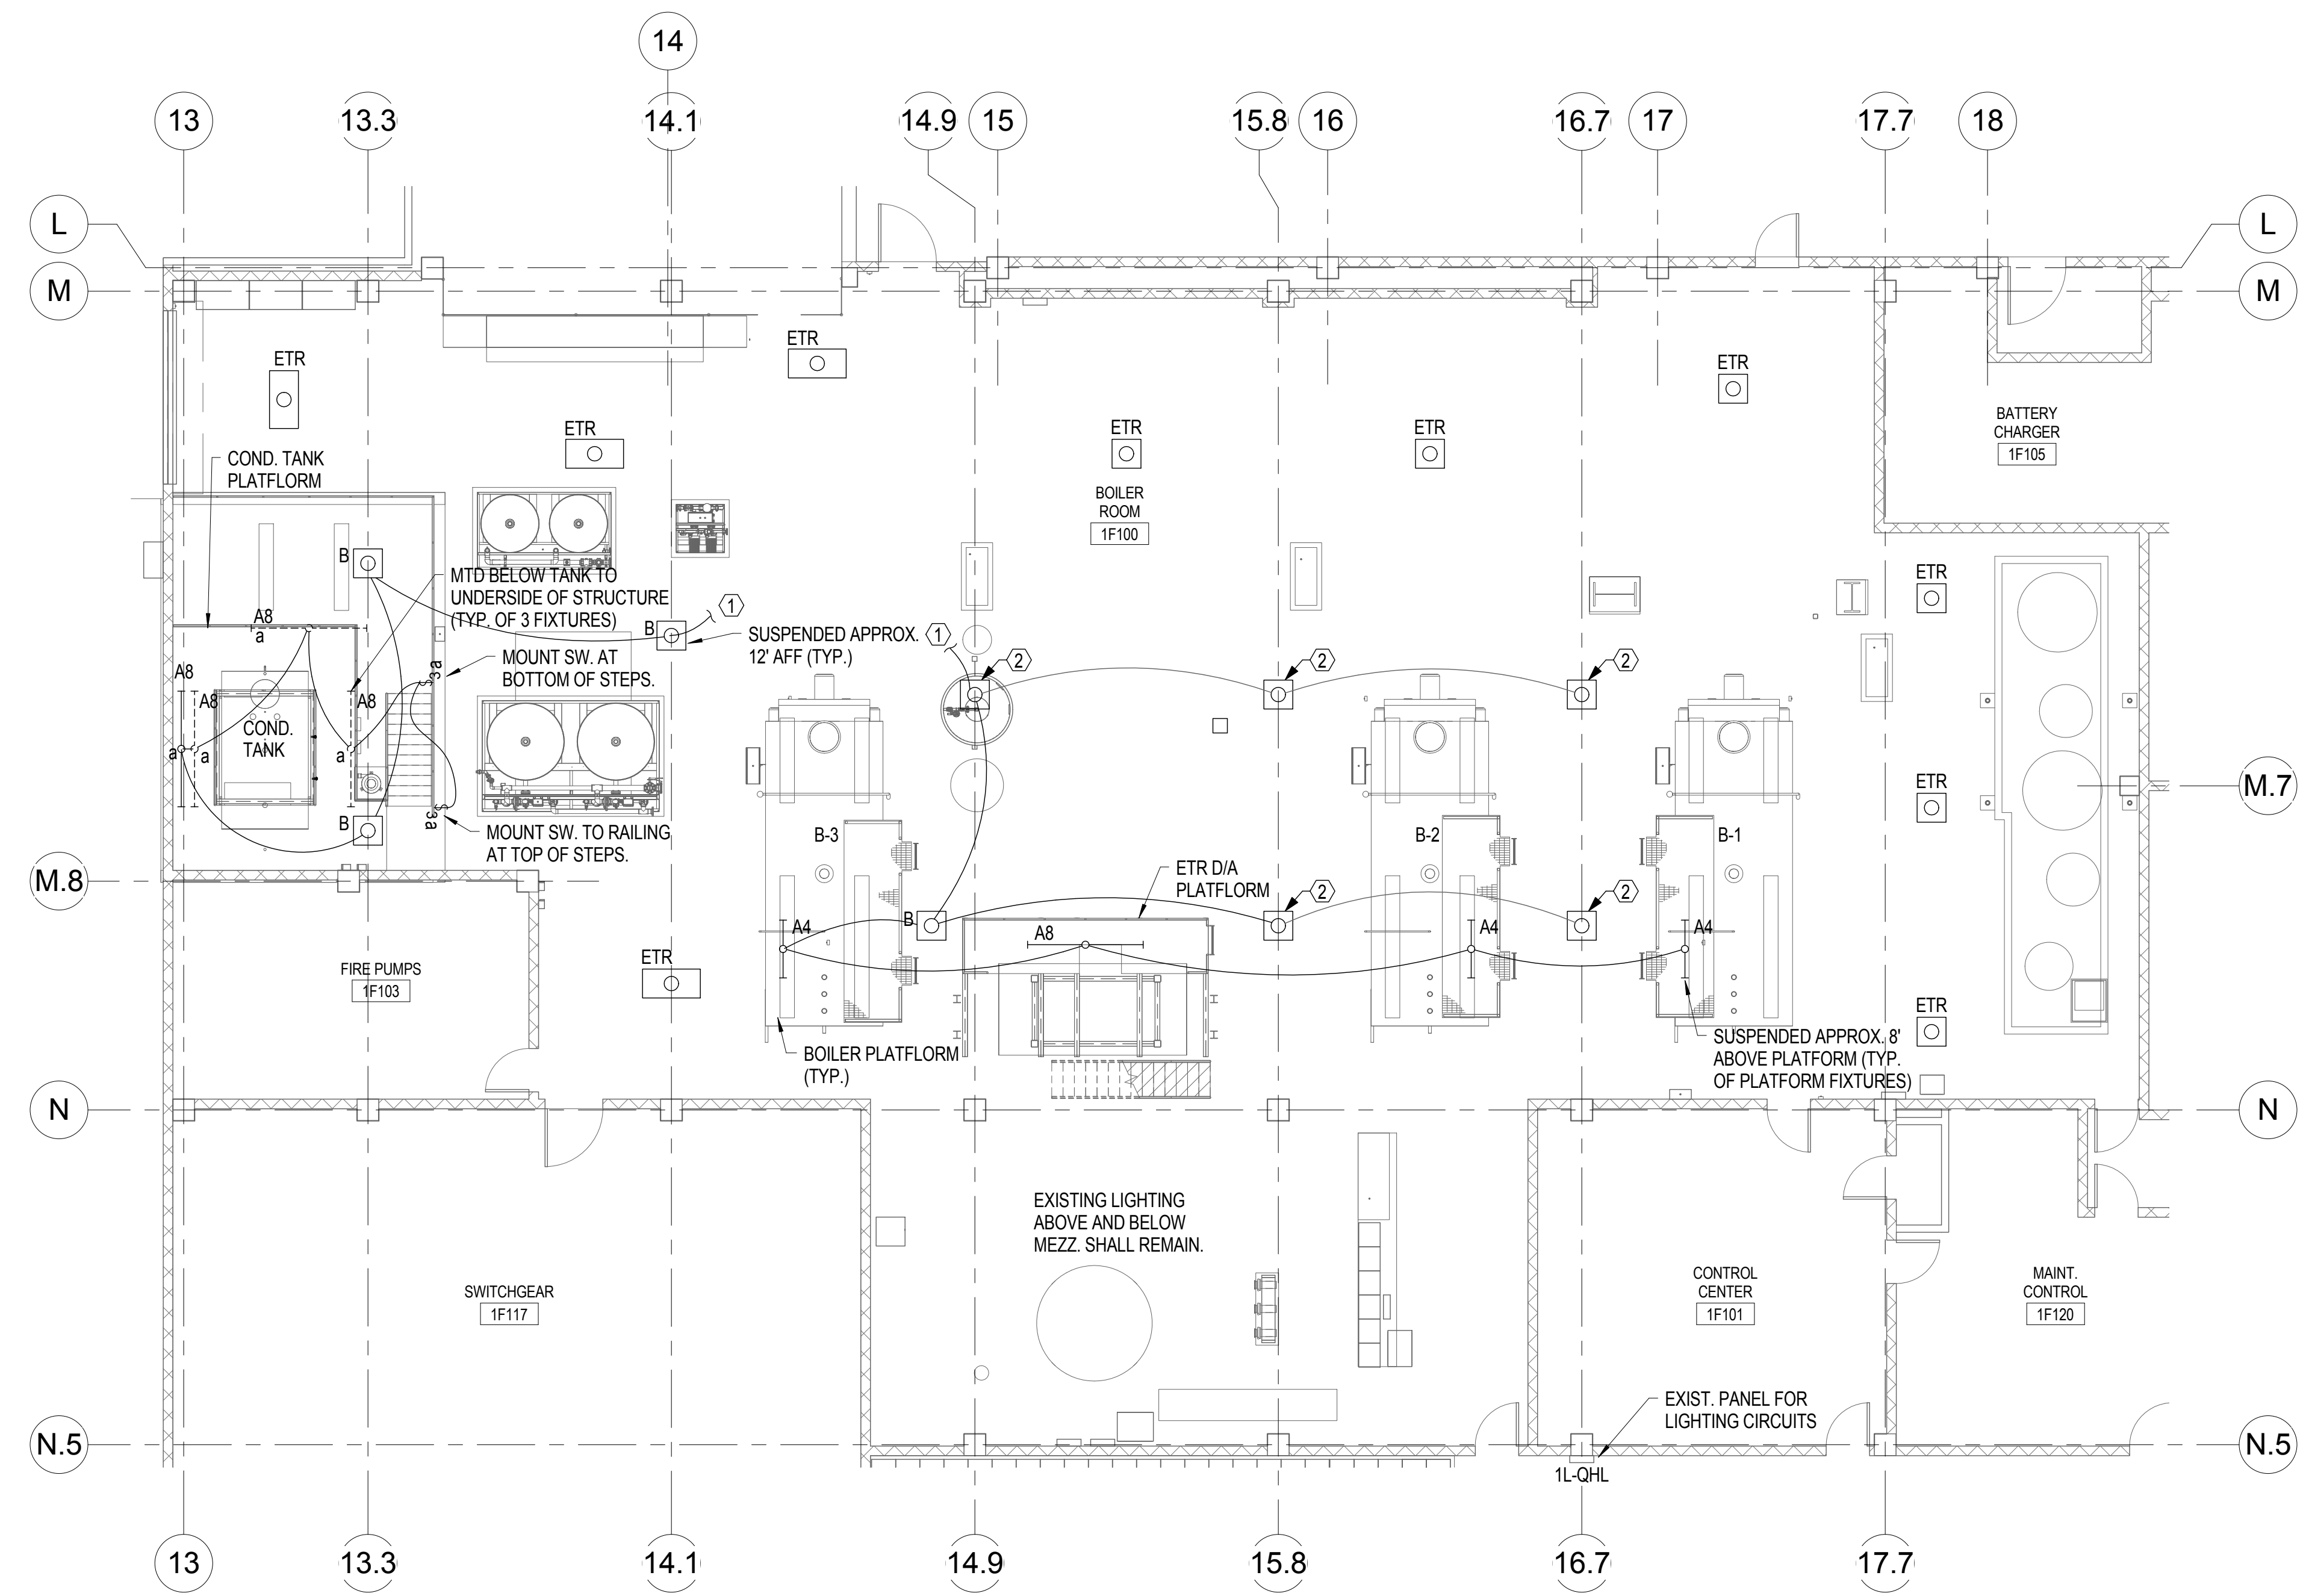 14
13
13.3
14.1
14.9
15
15.8
16
16.7
17
17.7
18
L
L
M
M
ETR
ETR
ETR
ETR
ETR
ETR
COND. TANK
PLATFLORM
BATTERY
CHARGER
1F105
BOILER
ROOM
1F100
B
MTD BELOW TANK TO
UNDERSIDE OF STRUCTURE
(TYP. OF 3 FIXTURES)
ETR
A8
a
B
1
SUSPENDED APPROX.
12' AFF (TYP.)
1
2
2
2
MOUNT SW. AT
BOTTOM OF STEPS.
3a
A8
A8
A8
COND.
TANK
a
a
a
M.7
ETR
B
3a
MOUNT SW. TO RAILING
AT TOP OF STEPS.
B-3
B-2
B-1
ETR D/A
PLATFLORM
M.8
2
2
B
A4
A8
A4
A4
FIRE PUMPS
1F103
ETR
ETR
BOILER PLATFLORM
(TYP.)
SUSPENDED APPROX. 8'
ABOVE PLATFORM (TYP.
OF PLATFORM FIXTURES)
N
N
EXISTING LIGHTING
ABOVE AND BELOW
MEZZ. SHALL REMAIN.
SWITCHGEAR
1F117
CONTROL
CENTER
1F101
MAINT.
CONTROL
1F120
EXIST. PANEL FOR
LIGHTING CIRCUITS
N.5
N.5
1L-QHL
13
13.3
14.1
14.9
15.8
16.7
17.7